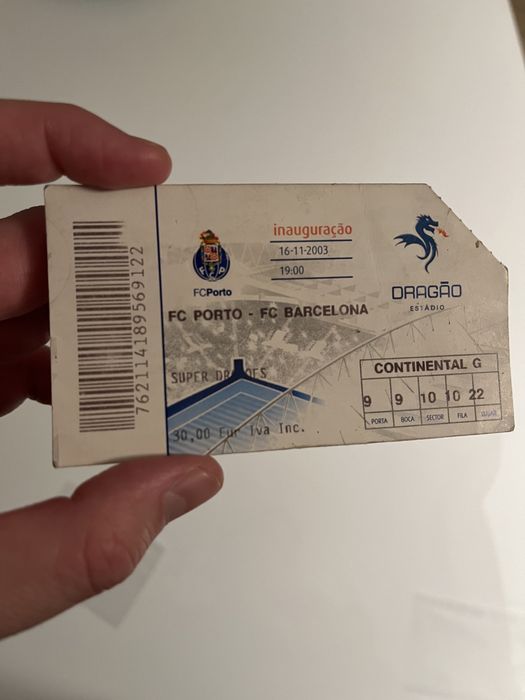 7621141895691​22
inauguração
16-11-2003
19:00
FCPorto
DRAGÃO
ESTÁDIO
FC PORTO - FC BARCELONA
CONTINENTAL G
9 9 10 10 22
PORTA BOCA SECTOR FILA LUGAR
30,00 Eur Iva Inc.